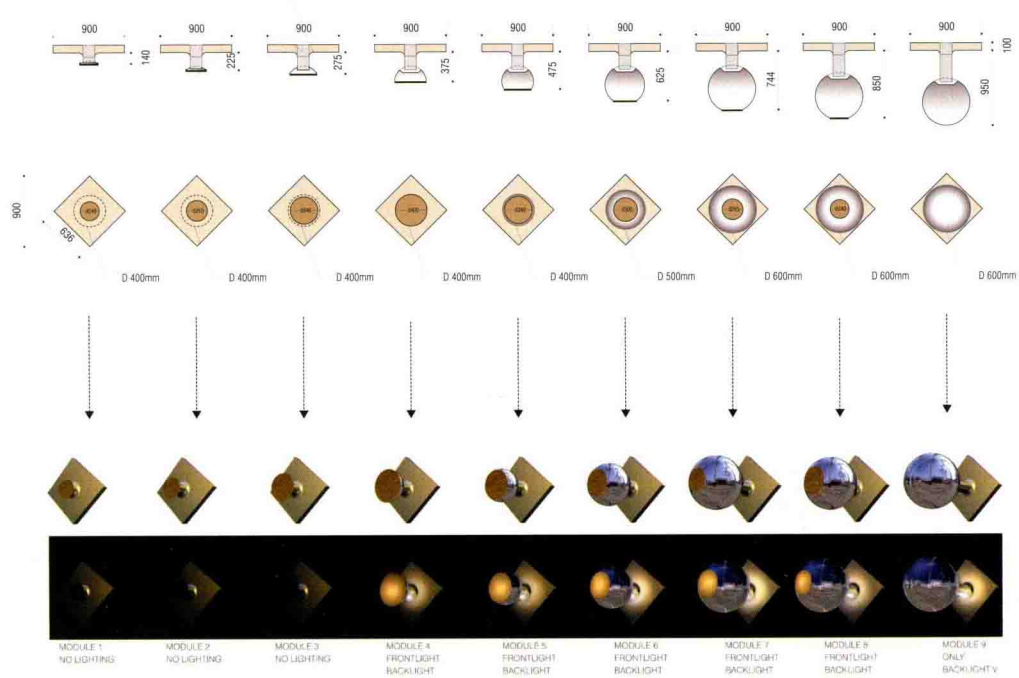 900 900 900 900 900 900 900 900 900
140 225 275 375 475 625 744 850 100 950
900
636
D 400mm D 400mm D 400mm D 400mm D 400mm D 500mm D 600mm D 600mm D 600mm
MODULE 1 MODULE 2 MODULE 3 MODULE 4 MODULE 5 MODULE 6 MODULE 7 MODULE 8 MODULE 9
NO LIGHTING NO LIGHTING NO LIGHTING FRONTLIGHT FRONTLIGHT FRONTLIGHT FRONTLIGHT FRONTLIGHT ONLY
BACKLIGHT BACKLIGHT BACKLIGHT BACKLIGHT BACKLIGHT BACKLIGHT V